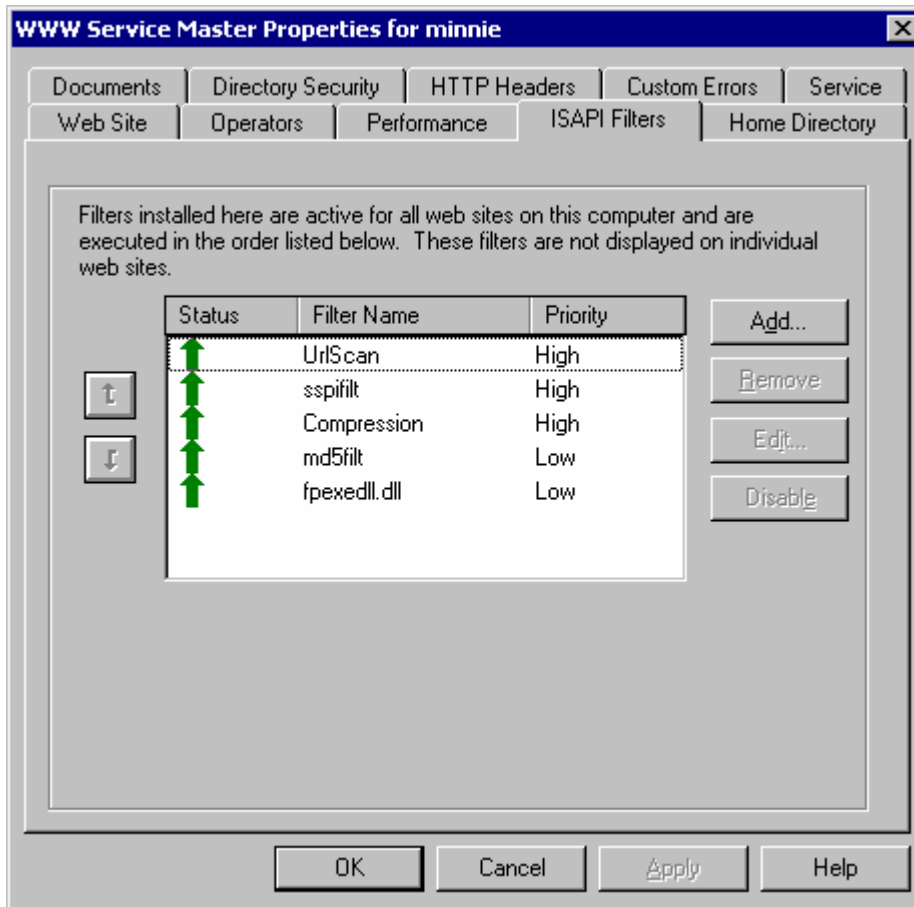 WWW Service Master Properties for minnie
Documents Directory Security HTTP Headers Custom Errors Service
Web Site Operators Performance ISAPI Filters Home Directory
Filters installed here are active for all web sites on this computer and are
executed in the order listed below. These filters are not displayed on individual
web sites.
Status Filter Name Priority
UrlScan High
sspifilt High
Compression High
md5filt Low
fpexedll.dll Low
Add...
Remove
Edit...
Disable
OK Cancel Apply Help